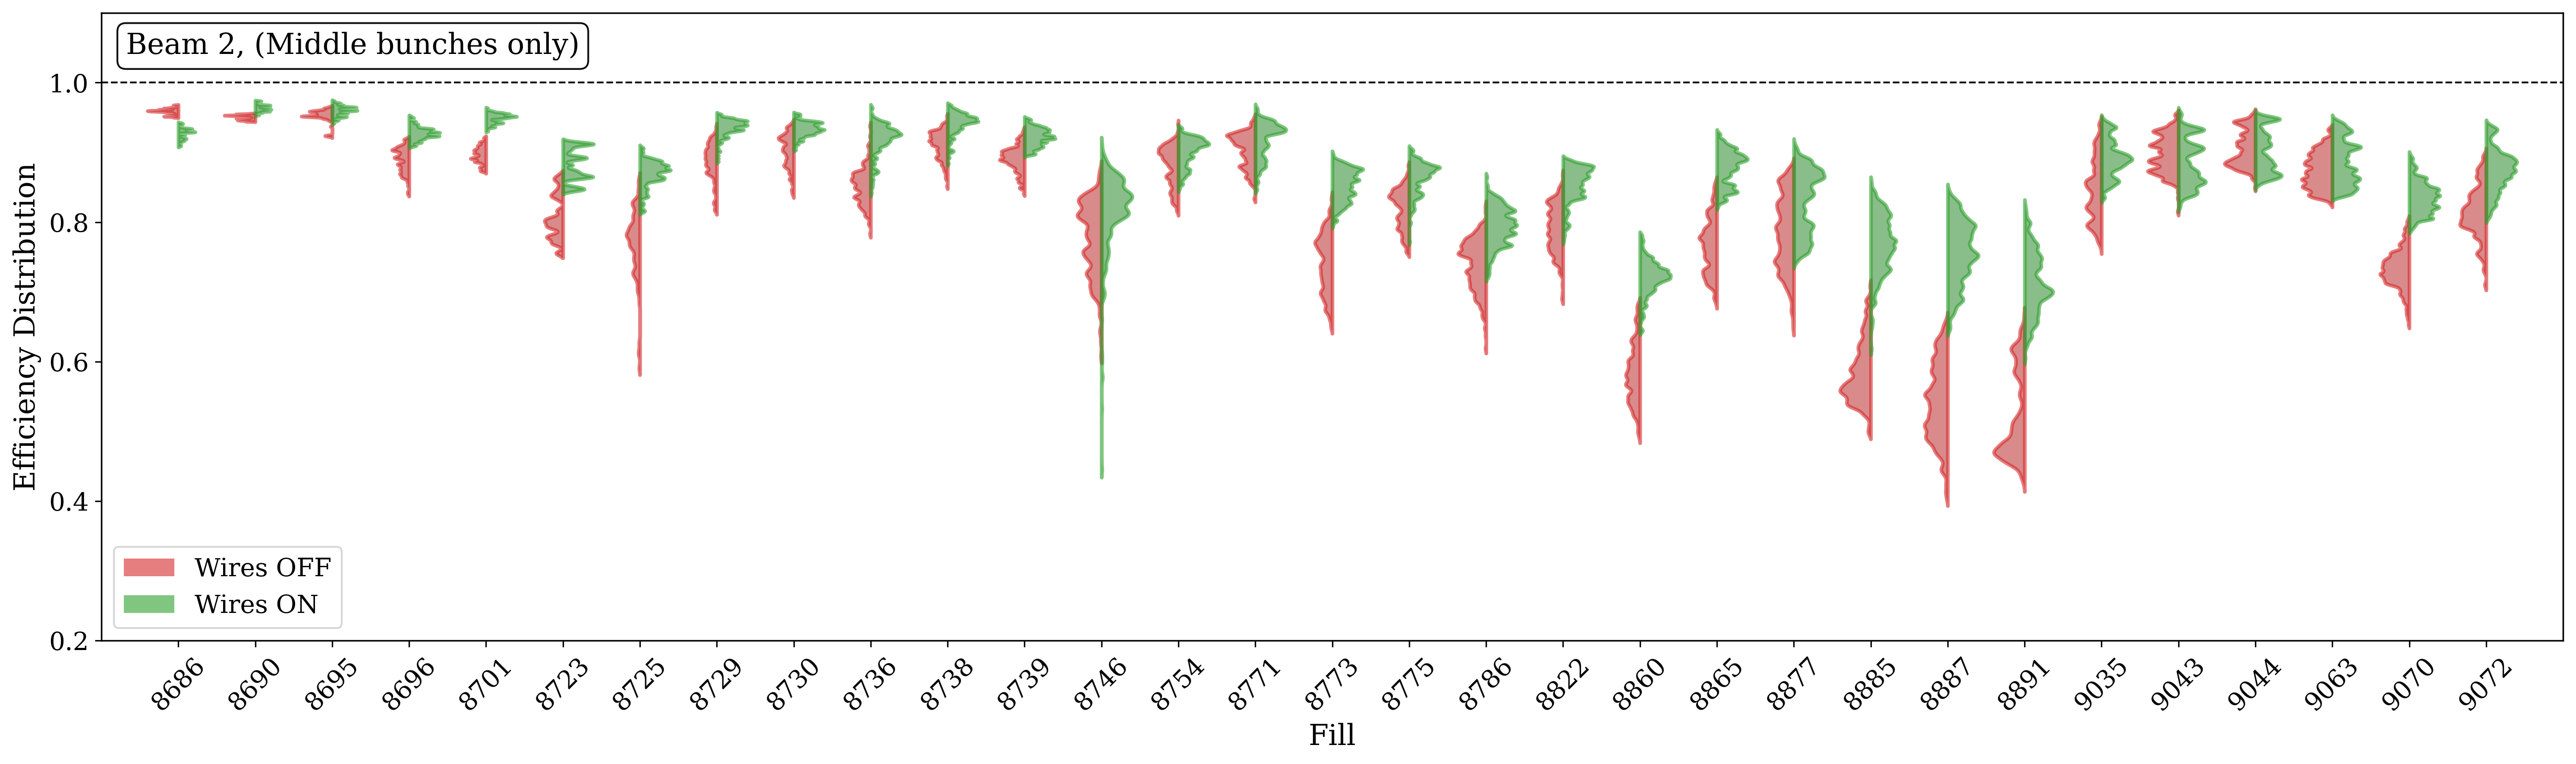 Beam 2, (Middle bunches only)
Efficiency Distribution
1.0
0.8
0.6
0.4
0.2
Wires OFF
Wires ON
8686 8690 8695 8696 8701 8723 8725 8729 8730 8736 8738 8739 8746 8754 8771 8773 8775 8786 8822 8860 8865 8877 8885 8887 8891 9035 9043 9044 9063 9070 9072
Fill